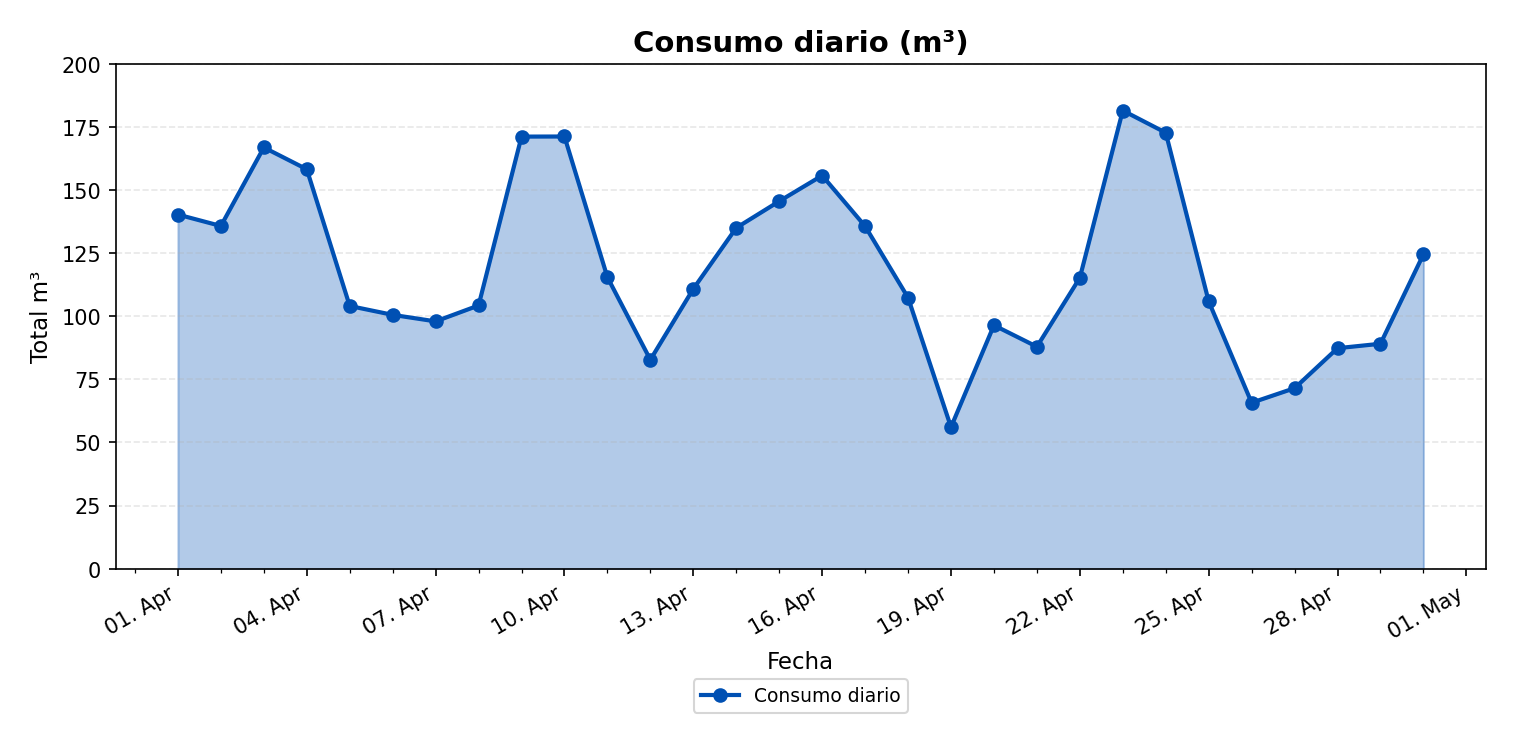 Consumo diario (m³)
Total m³
200
175
150
125
100
75
50
25
0
01. Apr
04. Apr
07. Apr
10. Apr
13. Apr
16. Apr
19. Apr
22. Apr
25. Apr
28. Apr
01. May
Fecha
Consumo diario